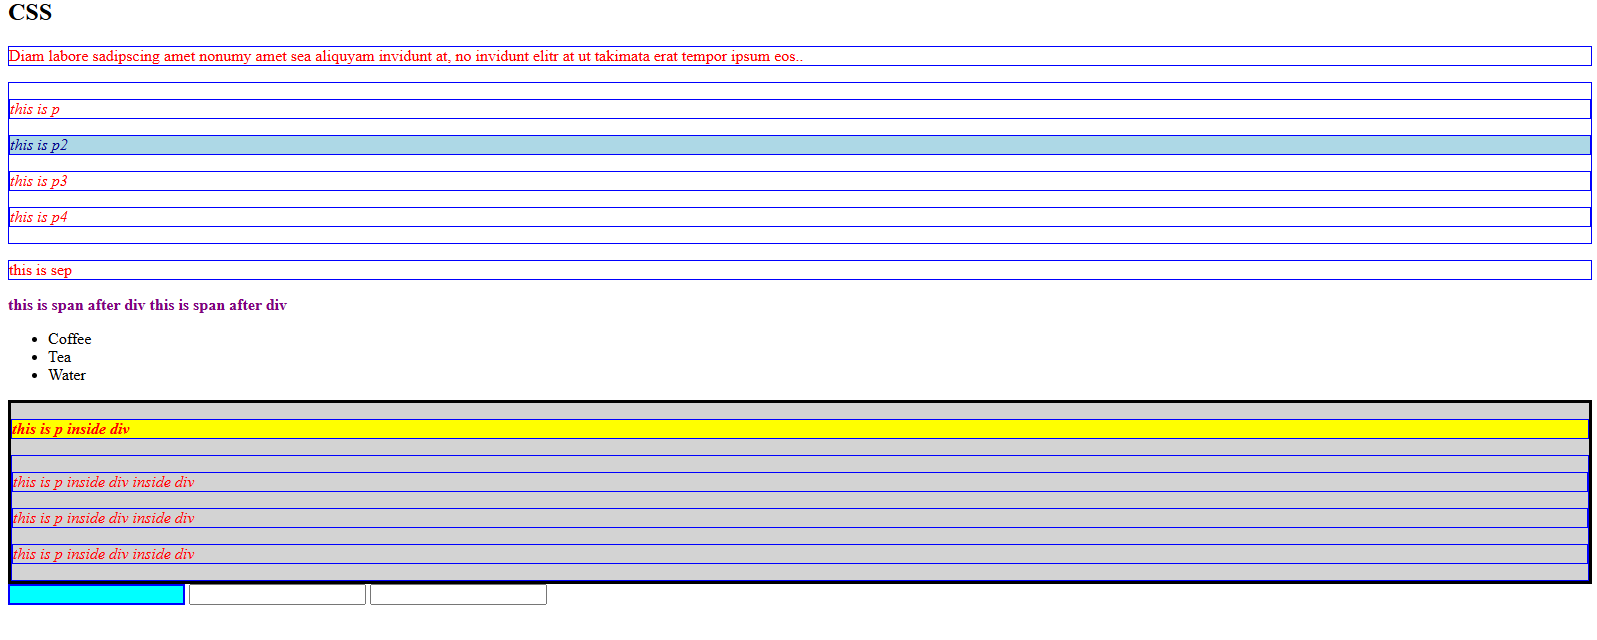 CSS
Diam labore sadipscing amet nonumy amet sea aliquyam invidunt at, no invidunt elitr at ut takimata erat tempor ipsum eos..
this is p
this is p2
this is p3
this is p4
this is sep
this is span after div this is span after div
Coffee
Tea
Water
this is p inside div
this is p inside div inside div
this is p inside div inside div
this is p inside div inside div